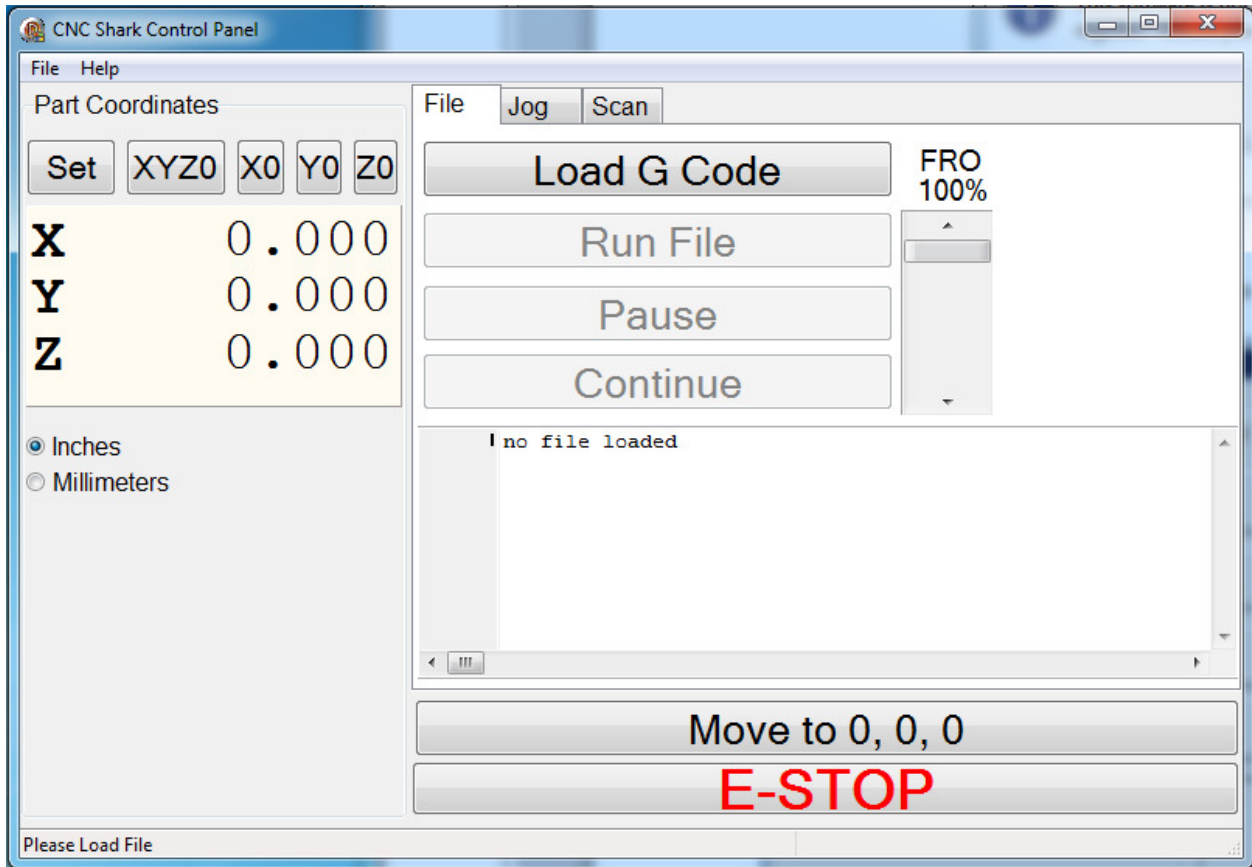 CNC Shark Control Panel
File Help
Part Coordinates
Set XYZ0 X0 Y0 Z0
X 0.000
Y 0.000
Z 0.000
Inches
Millimeters
File Jog Scan
Load G Code
Run File
Pause
Continue
FRO
100%
no file loaded
Move to 0, 0, 0
E-STOP
Please Load File